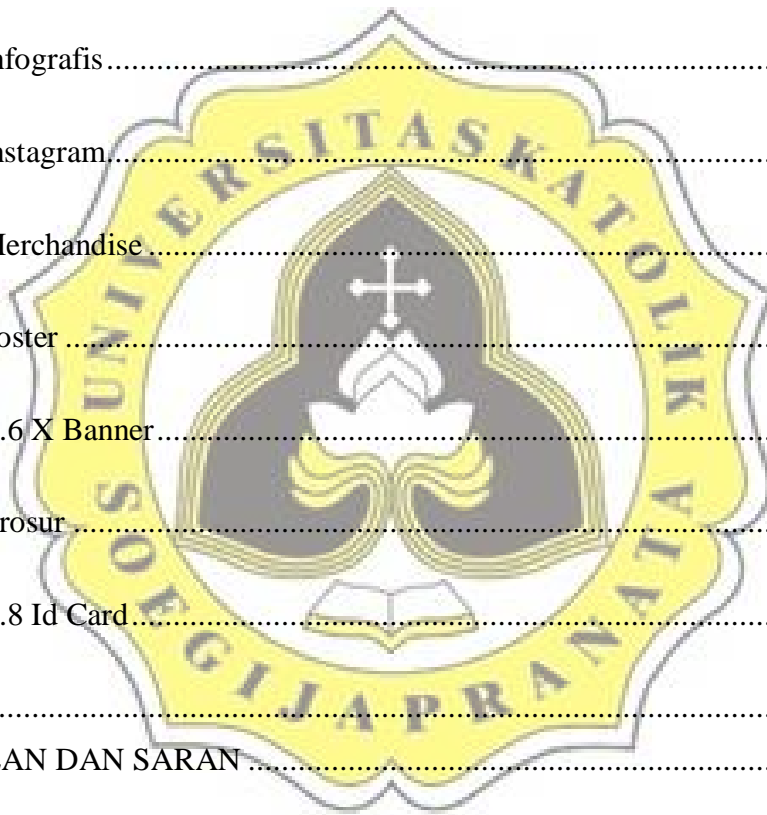 nfografis
nstagram
Merchandise
oster
.6 X Banner
rosur
.8 Id Card
AN DAN SARAN
UNIVERSITAS KATOLIK
SOEGIJAPRANATA